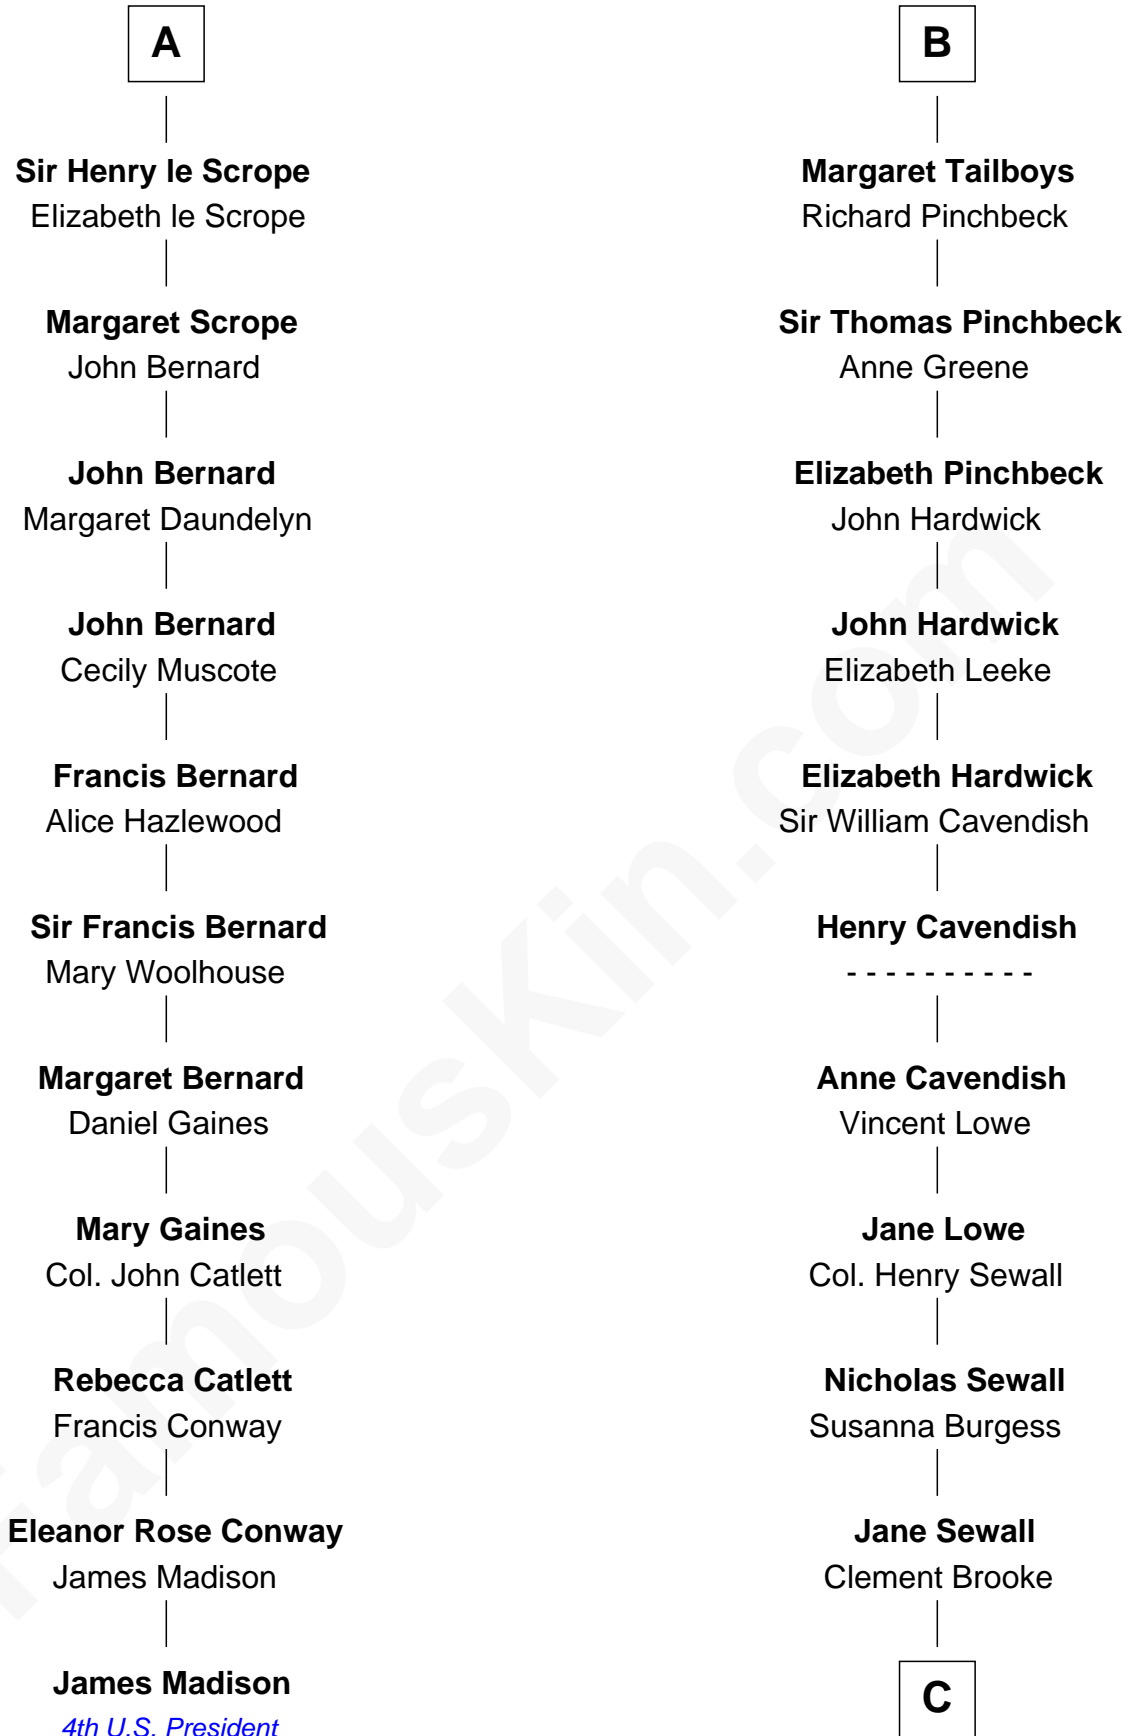 A
Sir Henry le Scrope
Elizabeth le Scrope
Margaret Scrope
John Bernard
John Bernard
Margaret Daundelyn
John Bernard
Cecily Muscote
Francis Bernard
Alice Hazlewood
Sir Francis Bernard
Mary Woolhouse
Margaret Bernard
Daniel Gaines
Mary Gaines
Col. John Catlett
Rebecca Catlett
Francis Conway
Eleanor Rose Conway
James Madison
James Madison
4th U.S. President
B
Margaret Tailboys
Richard Pinchbeck
Sir Thomas Pinchbeck
Anne Greene
Elizabeth Pinchbeck
John Hardwick
John Hardwick
Elizabeth Leeke
Elizabeth Hardwick
Sir William Cavendish
Henry Cavendish
- - - - - - - - - -
Anne Cavendish
Vincent Lowe
Jane Lowe
Col. Henry Sewall
Nicholas Sewall
Susanna Burgess
Jane Sewall
Clement Brooke
C
FamousKin.com